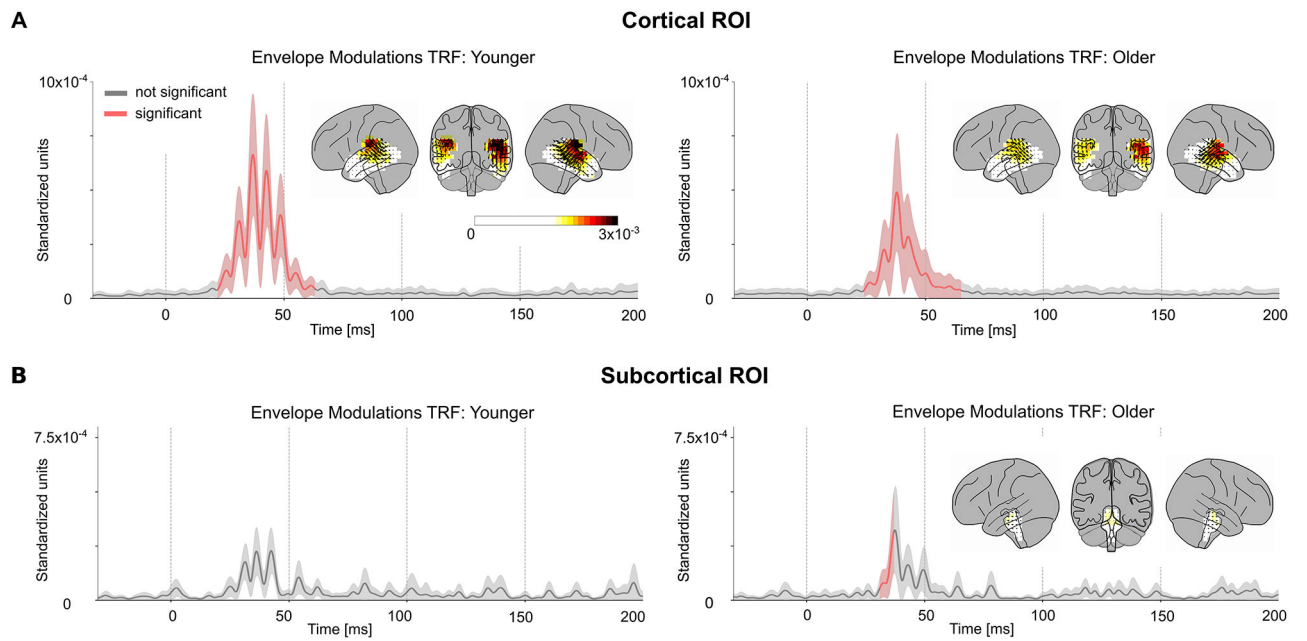 A
Cortical ROI
Envelope Modulations TRF: Younger
10x10-4
not significant
significant
Standardized units
0
0
3x10-3
0
50
100
150
200
Time [ms]
Envelope Modulations TRF: Older
10x10-4
Standardized units
0
0
50
100
150
200
Time [ms]
B
Subcortical ROI
Envelope Modulations TRF: Younger
7.5x10-4
Standardized units
0
0
50
100
150
200
Time [ms]
Envelope Modulations TRF: Older
7.5x10-4
Standardized units
0
0
50
100
150
200
Time [ms]